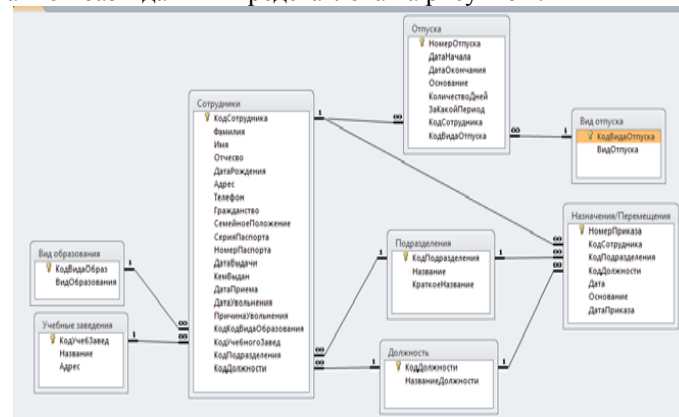 Отпуска
НомерОтпуска
ДатаНачала
ДатаОкончания
Основание
КоличествоДней
ЗаКакойПериод
КодСотрудника
КодВидаОтпуска
Сотрудники
КодСотрудника
Фамилия
Имя
Отчесво
ДатаРождения
Адрес
Телефон
Гражданство
СемейноеПоложение
СерияПаспорта
НомерПаспорта
ДатаВыдачи
КемВыдан
ДатаПриема
ДатаУвольнения
ПричинаУвольнения
КодКодВидаОбразования
КодУчебногоЗавед
КодПодразделения
КодДолжности
Вид отпуска
КодВидаОтпуска
ВидОтпуска
Назначения/Перемещения
НомерПриказа
КодСотрудника
КодПодразделения
КодДолжности
Дата
Основание
ДатаПриказа
Подразделения
КодПодразделения
Название
КраткоеНазвание
Вид образования
КодВидаОбраз
ВидОбразования
Учебные заведения
КодУчебЗавед
Название
Адрес
Должность
КодДолжности
НазваниеДолжности